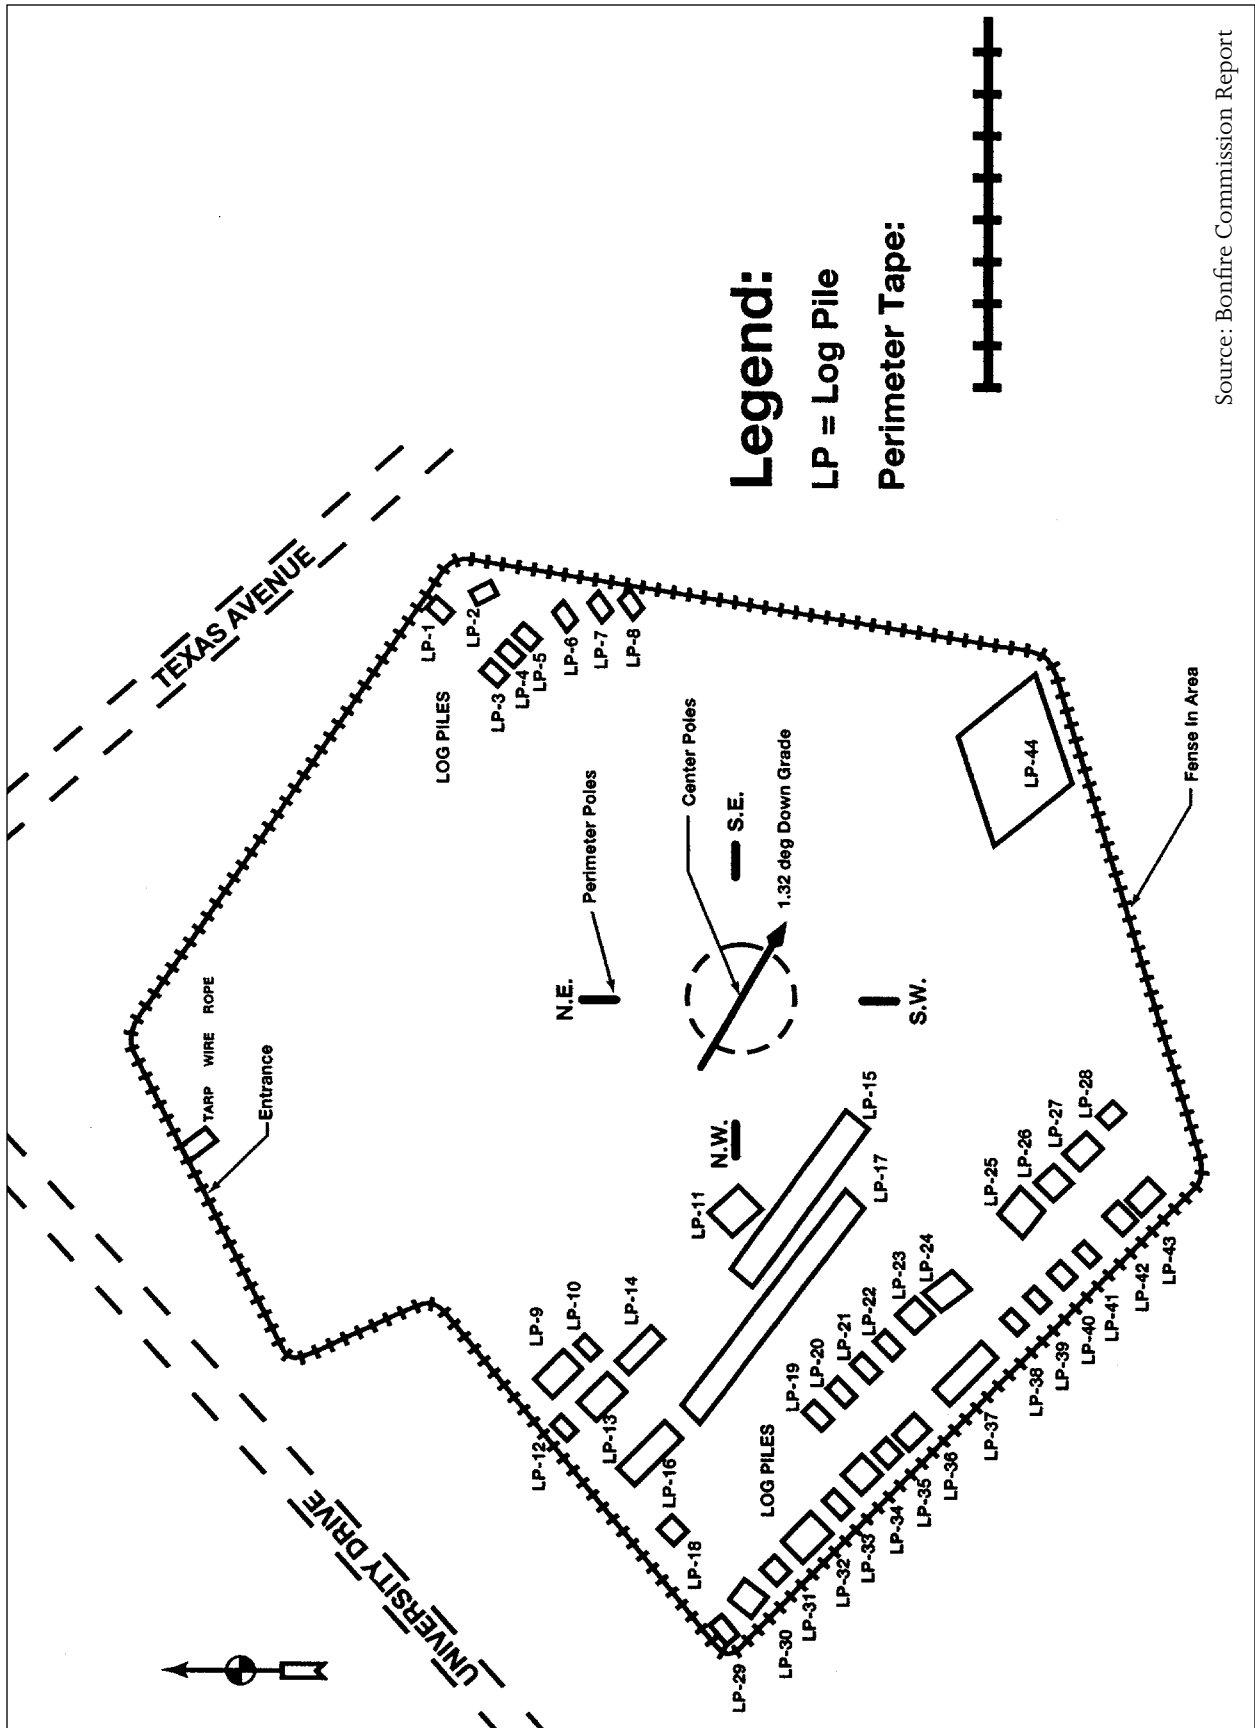 UNIVERSITY DRIVE
TEXAS AVENUE
TARP WIRE ROPE
Entrance
LOG PILES
LP-1
LP-2
LP-3
LP-4
LP-5
LP-6
LP-7
LP-8
N.E.
Perimeter Poles
Center Poles
N.W.
S.E.
S.W.
1.32 deg Down Grade
LP-9
LP-10
LP-11
LP-12
LP-13
LP-14
LP-15
LP-16
LP-17
LP-18
LOG PILES
LP-19
LP-20
LP-21
LP-22
LP-23
LP-24
LP-25
LP-26
LP-27
LP-28
LP-29
LP-30
LP-31
LP-32
LP-33
LP-34
LP-35
LP-36
LP-37
LP-38
LP-39
LP-40
LP-41
LP-42
LP-43
LP-44
Fense In Area
Legend:
LP = Log Pile
Perimeter Tape:
Source: Bonfire Commission Report